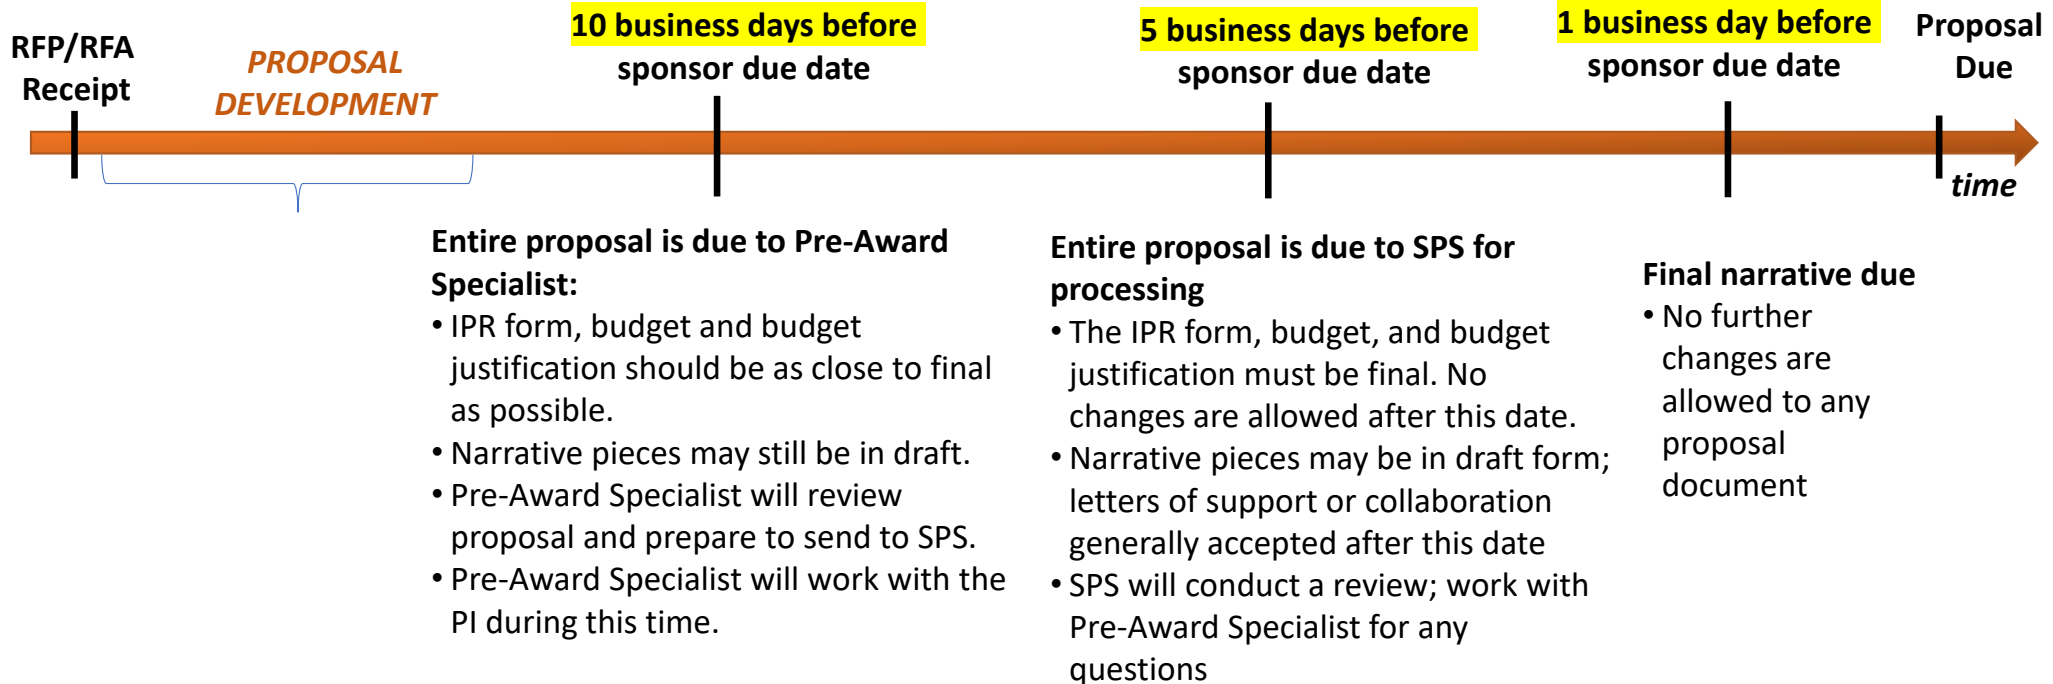 RFP/RFA
Receipt
PROPOSAL
DEVELOPMENT
10 business days before
sponsor due date
5 business days before
sponsor due date
1 business day before
sponsor due date
Proposal
Due
time
Entire proposal is due to Pre-Award
Specialist:
• IPR form, budget and budget
justification should be as close to final
as possible.
• Narrative pieces may still be in draft.
• Pre-Award Specialist will review
proposal and prepare to send to SPS.
• Pre-Award Specialist will work with the
PI during this time.
Entire proposal is due to SPS for
processing
• The IPR form, budget, and budget
justification must be final. No
changes are allowed after this date.
• Narrative pieces may be in draft form;
letters of support or collaboration
generally accepted after this date
• SPS will conduct a review; work with
Pre-Award Specialist for any
questions
Final narrative due
• No further
changes are
allowed to any
proposal
document